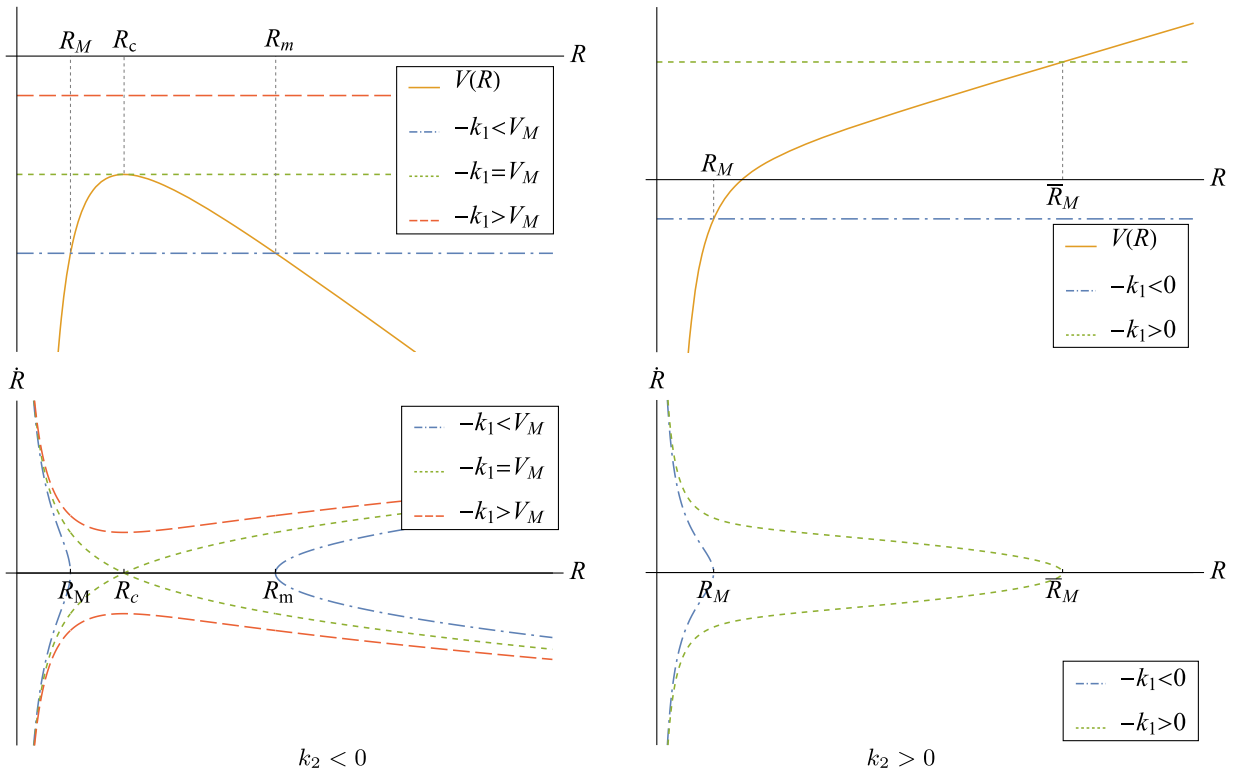 R_M R_c R_m
R
V(R)
−k_1<V_M
−k_1=V_M
−k_1>V_M
R_M
R
R̅_M
V(R)
−k_1<0
−k_1>0
Ṙ
−k_1<V_M
−k_1=V_M
−k_1>V_M
R
R_M R_c R_m
Ṙ
R
R_M R̅_M
−k_1<0
−k_1>0
k_2 < 0 k_2 > 0